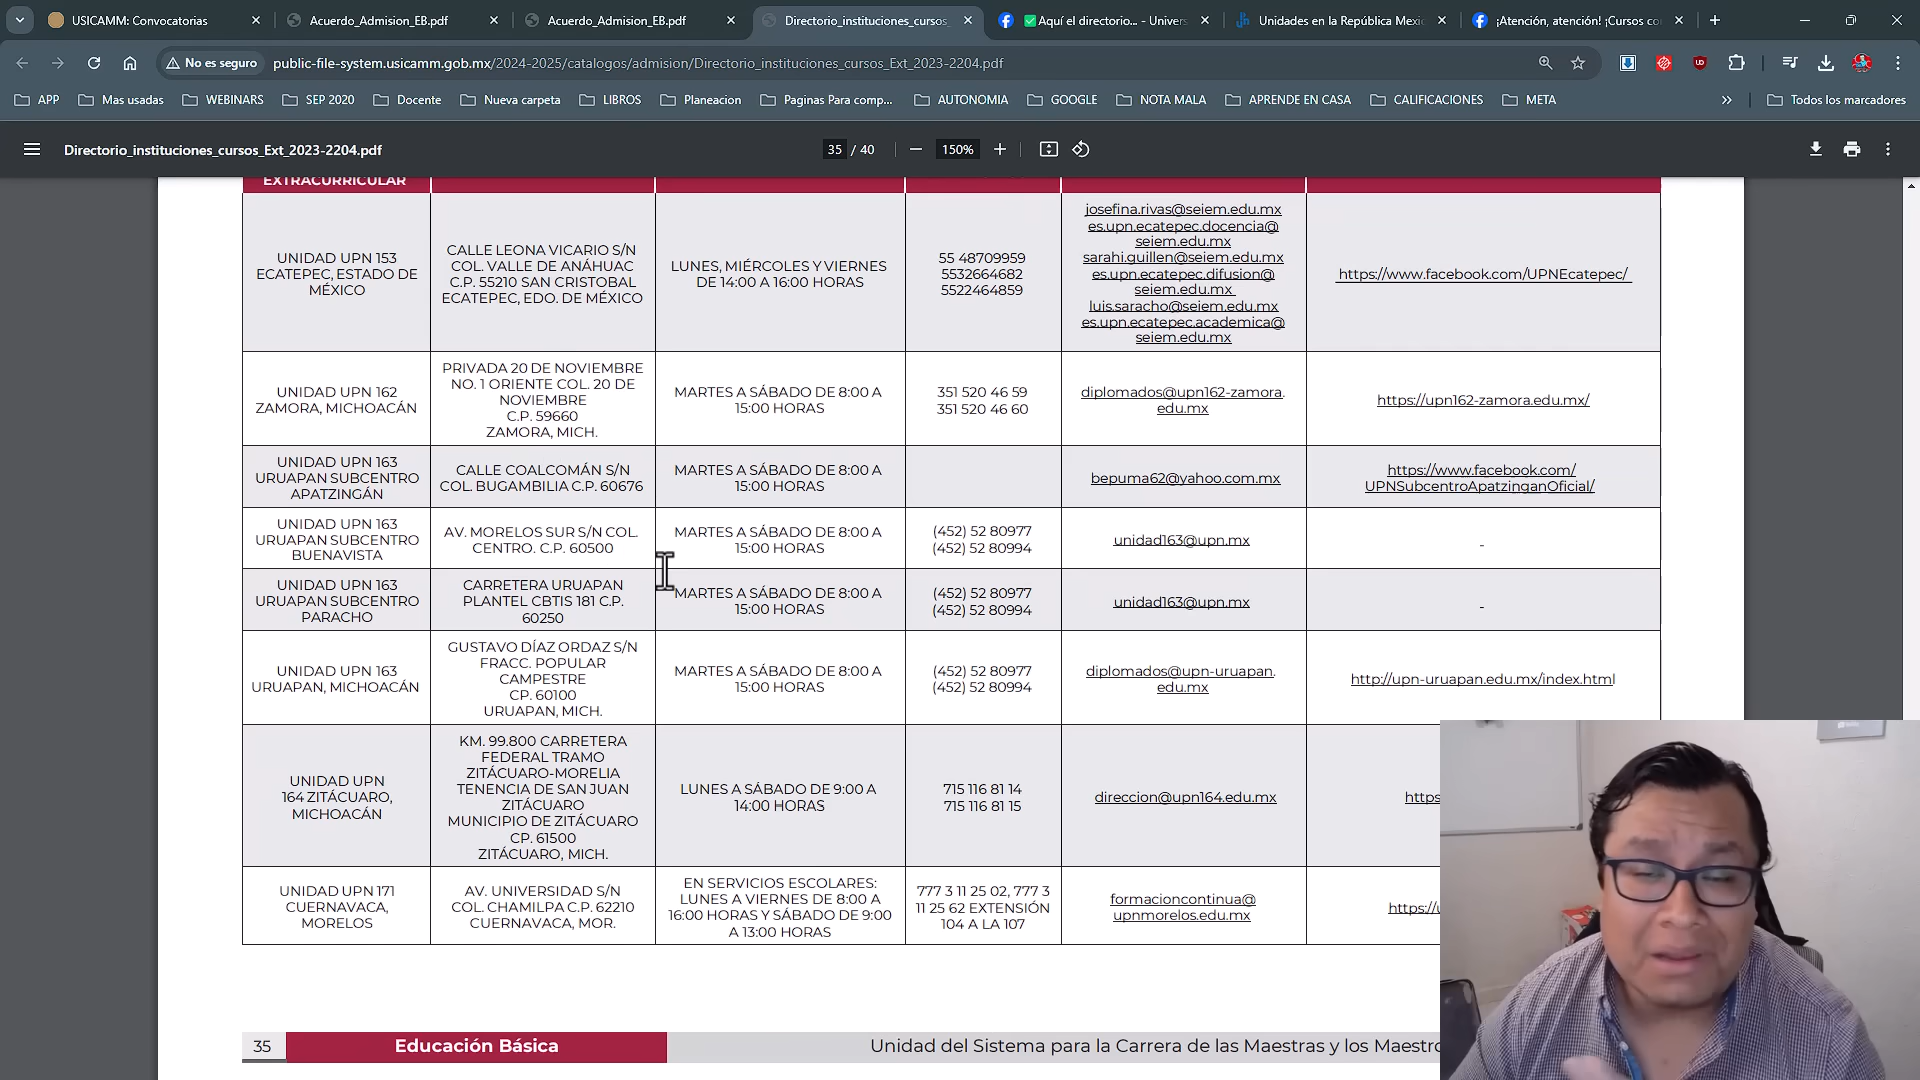 USICAMM: Convocatorias
Acuerdo_Admision_EB.pdf
Acuerdo_Admision_EB.pdf
Directorio_instituciones_cursos_
Aquí el directorio... - Univers
Unidades en la República Mexi
¡Atención, atención! ¡Cursos co
No es seguro
public-file-system.usicamm.gob.mx/2024-2025/catalogos/admision/Directorio_instituciones_cursos_Ext_2023-2204.pdf
APP
Mas usadas
WEBINARS
SEP 2020
Docente
Nueva carpeta
LIBROS
Planeacion
Paginas Para comp...
AUTONOMIA
GOOGLE
NOTA MALA
APRENDE EN CASA
CALIFICACIONES
META
Todos los marcadores
Directorio_instituciones_cursos_Ext_2023-2204.pdf
35 / 40
150%
EXTRACURRICULAR
UNIDAD UPN 153
ECATEPEC, ESTADO DE
MÉXICO
CALLE LEONA VICARIO S/N
COL. VALLE DE ANÁHUAC
C.P. 55210 SAN CRISTOBAL
ECATEPEC, EDO. DE MÉXICO
LUNES, MIÉRCOLES Y VIERNES
DE 14:00 A 16:00 HORAS
55 48709959
5532664682
5522464859
josefina.rivas@seiem.edu.mx
es.upn.ecatepec.docencia@
seiem.edu.mx
sarahi.guillen@seiem.edu.mx
es.upn.ecatepec.difusion@
seiem.edu.mx
luis.saracho@seiem.edu.mx
es.upn.ecatepec.academica@
seiem.edu.mx
https://www.facebook.com/UPNEcatepec/
UNIDAD UPN 162
ZAMORA, MICHOACÁN
PRIVADA 20 DE NOVIEMBRE
NO. 1 ORIENTE COL. 20 DE
NOVIEMBRE
C.P. 59660
ZAMORA, MICH.
MARTES A SÁBADO DE 8:00 A
15:00 HORAS
351 520 46 59
351 520 46 60
diplomados@upn162-zamora.
edu.mx
https://upn162-zamora.edu.mx/
UNIDAD UPN 163
URUAPAN SUBCENTRO
APATZINGÁN
CALLE COALCOMÁN S/N
COL. BUGAMBILIA C.P. 60676
MARTES A SÁBADO DE 8:00 A
15:00 HORAS
bepuma62@yahoo.com.mx
https://www.facebook.com/
UPNSubcentroApatzinganOficial/
UNIDAD UPN 163
URUAPAN SUBCENTRO
BUENAVISTA
AV. MORELOS SUR S/N COL.
CENTRO. C.P. 60500
MARTES A SÁBADO DE 8:00 A
15:00 HORAS
(452) 52 80977
(452) 52 80994
unidad163@upn.mx
-
UNIDAD UPN 163
URUAPAN SUBCENTRO
PARACHO
CARRETERA URUAPAN
PLANTEL CBTIS 181 C.P.
60250
MARTES A SÁBADO DE 8:00 A
15:00 HORAS
(452) 52 80977
(452) 52 80994
unidad163@upn.mx
-
UNIDAD UPN 163
URUAPAN, MICHOACÁN
GUSTAVO DÍAZ ORDAZ S/N
FRACC. POPULAR
CAMPESTRE
CP. 60100
URUAPAN, MICH.
MARTES A SÁBADO DE 8:00 A
15:00 HORAS
(452) 52 80977
(452) 52 80994
diplomados@upn-uruapan.
edu.mx
http://upn-uruapan.edu.mx/index.html
UNIDAD UPN
164 ZITÁCUARO,
MICHOACÁN
KM. 99.800 CARRETERA
FEDERAL TRAMO
ZITÁCUARO-MORELIA
TENENCIA DE SAN JUAN
ZITÁCUARO
MUNICIPIO DE ZITÁCUARO
CP. 61500
ZITÁCUARO, MICH.
LUNES A SÁBADO DE 9:00 A
14:00 HORAS
715 116 81 14
715 116 81 15
direccion@upn164.edu.mx
https
UNIDAD UPN 171
CUERNAVACA,
MORELOS
AV. UNIVERSIDAD S/N
COL. CHAMILPA C.P. 62210
CUERNAVACA, MOR.
EN SERVICIOS ESCOLARES:
LUNES A VIERNES DE 8:00 A
16:00 HORAS Y SÁBADO DE 9:00
A 13:00 HORAS
777 3 11 25 02, 777 3
11 25 62 EXTENSIÓN
104 A LA 107
formacioncontinua@
upnmorelos.edu.mx
https://u
35
Educación Básica
Unidad del Sistema para la Carrera de las Maestras y los Maestro